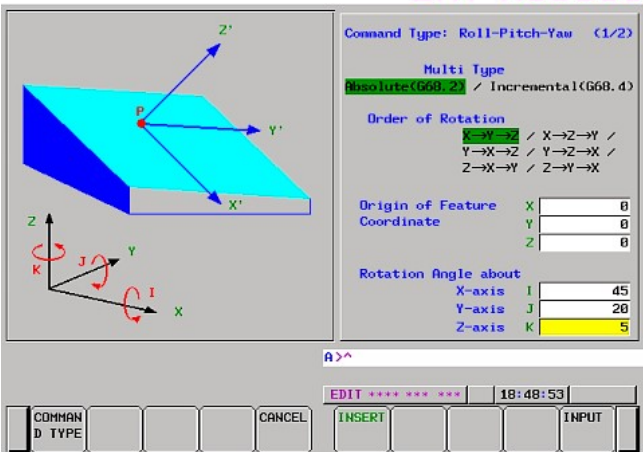 Z'
P
Y'
X'
Z
K
J
Y
I
X
Command Type: Roll-Pitch-Yaw (1/2)
Multi Type
Absolute(G68.2) / Incremental(G68.4)
Order of Rotation
X→Y→Z / X→Z→Y /
Y→X→Z / Y→Z→X /
Z→X→Y / Z→Y→X
Origin of Feature X 0
Coordinate Y 0
Z 0
Rotation Angle about
X-axis I 45
Y-axis J 20
Z-axis K 5
A>^
EDIT **** *** *** 18:48:53
COMMAN
D TYPE
CANCEL
INSERT
INPUT